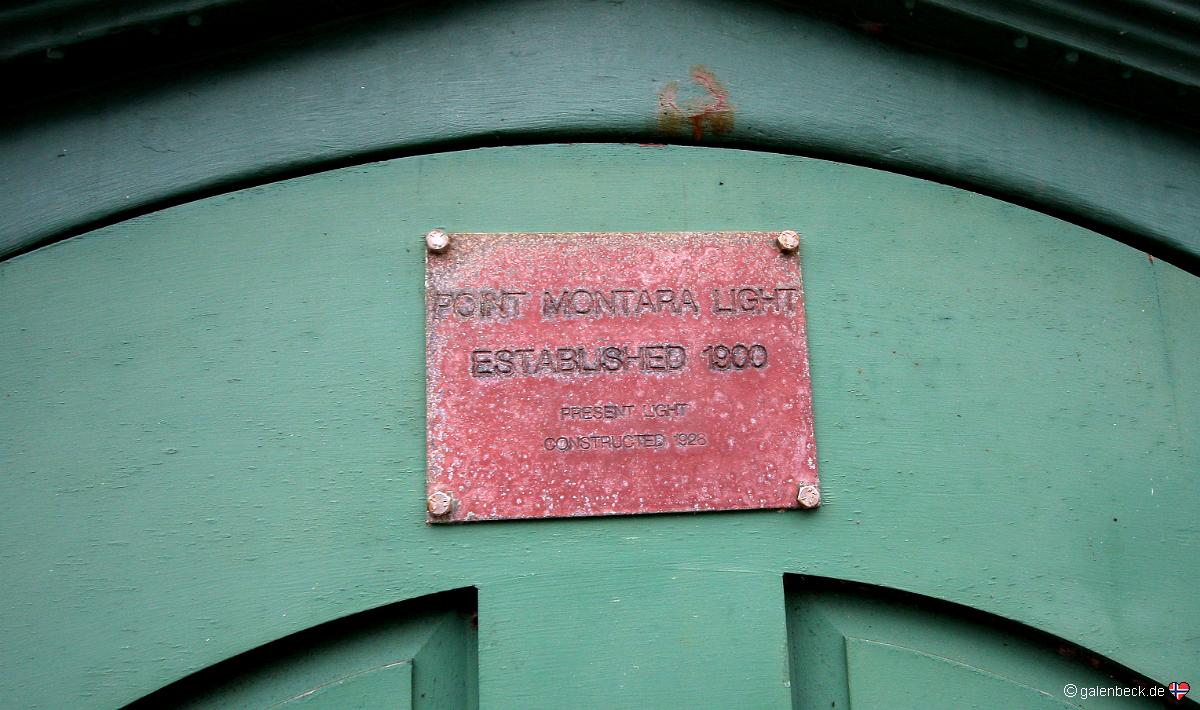 POINT MONTARA LIGHT
ESTABLISHED 1900
PRESENT LIGHT
CONSTRUCTED 1928
© galenbeck.de